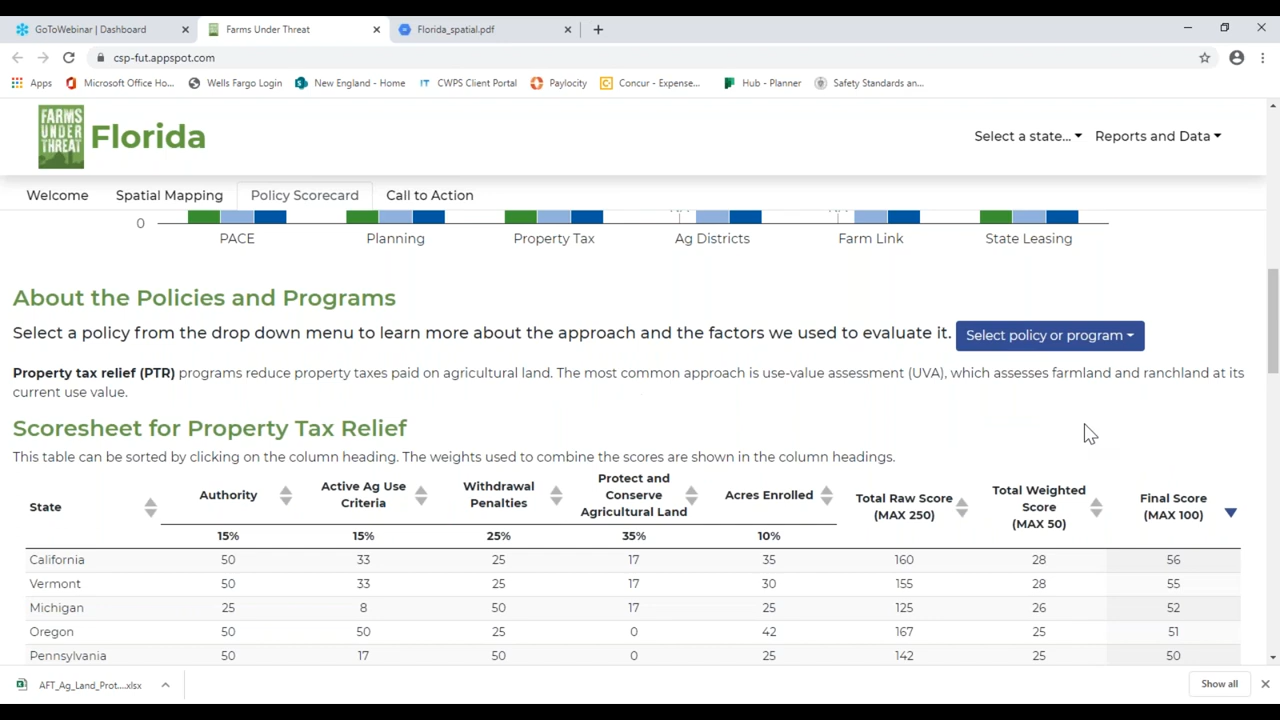 GoToWebinar | Dashboard
Farms Under Threat
Florida_spatial.pdf
csp-fut.appspot.com
Apps
Microsoft Office Ho...
Wells Fargo Login
New England - Home
IT CWPS Client Portal
Paylocity
Concur - Expense...
Hub - Planner
Safety Standards an...
FARMS
UNDER
THREAT
Florida
Select a state...
Reports and Data
Welcome
Spatial Mapping
Policy Scorecard
Call to Action
0
PACE
Planning
Property Tax
Ag Districts
Farm Link
State Leasing
About the Policies and Programs
Select a policy from the drop down menu to learn more about the approach and the factors we used to evaluate it. Select policy or program
Property tax relief (PTR) programs reduce property taxes paid on agricultural land. The most common approach is use-value assessment (UVA), which assesses farmland and ranchland at its
current use value.
Scoresheet for Property Tax Relief
This table can be sorted by clicking on the column heading. The weights used to combine the scores are shown in the column headings.
State
Authority
Active Ag Use
Criteria
Withdrawal
Penalties
Protect and
Conserve
Agricultural Land
Acres Enrolled
Total Raw Score
(MAX 250)
Total Weighted
Score
(MAX 50)
Final Score
(MAX 100)
15% 15% 25% 35% 10%
California 50 33 25 17 35 160 28 56
Vermont 50 33 25 17 30 155 28 55
Michigan 25 8 50 17 25 125 26 52
Oregon 50 50 25 0 42 167 25 51
Pennsylvania 50 17 50 0 25 142 25 50
AFT_Ag_Land_Prot....xlsx
Show all